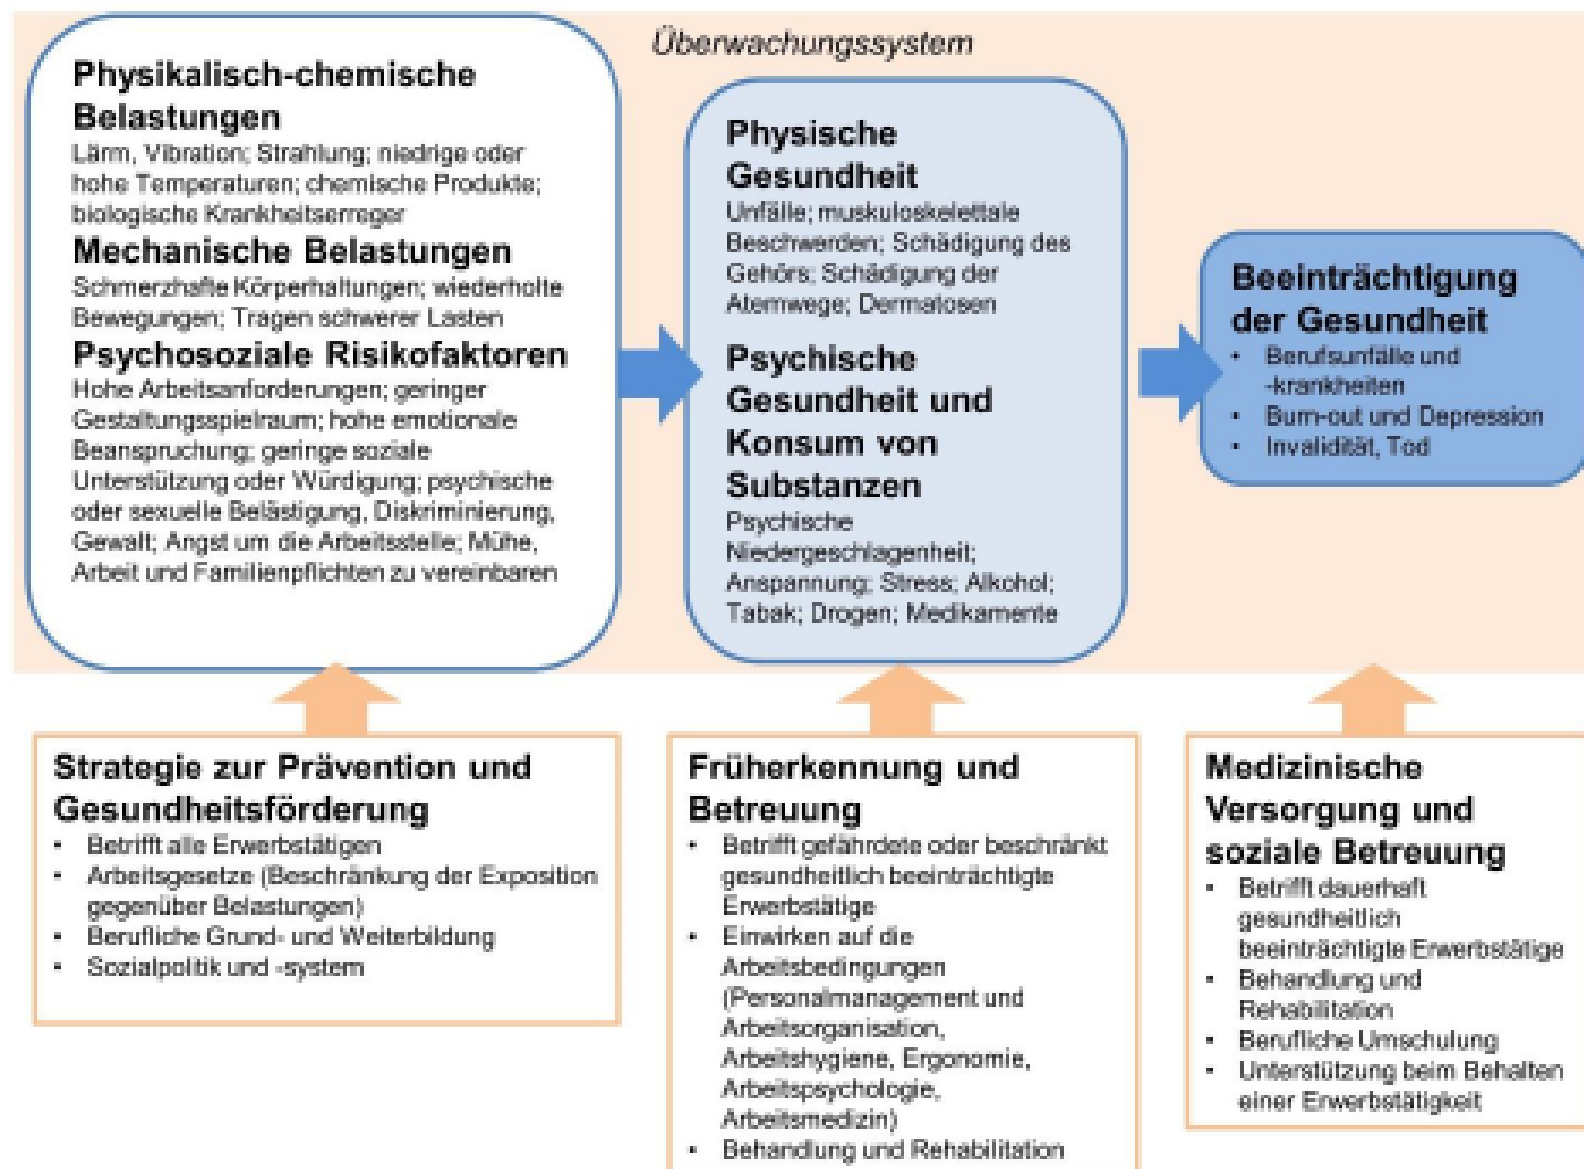 Überwachungssystem
Physikalisch-chemische
Belastungen
Lärm, Vibration; Strahlung; niedrige oder
hohe Temperaturen; chemische Produkte;
biologische Krankheitserreger
Mechanische Belastungen
Schmerzhafte Körperhaltungen; wiederholte
Bewegungen; Tragen schwerer Lasten
Psychosoziale Risikofaktoren
Hohe Arbeitsanforderungen; geringer
Gestaltungsspielraum; hohe emotionale
Beanspruchung; geringe soziale
Unterstützung oder Würdigung; psychische
oder sexuelle Belästigung, Diskriminierung,
Gewalt; Angst um die Arbeitsstelle; Mühe,
Arbeit und Familienpflichten zu vereinbaren
Physische
Gesundheit
Unfälle; muskuloskelettale
Beschwerden; Schädigung des
Gehörs; Schädigung der
Atemwege; Dermatosen
Psychische
Gesundheit und
Konsum von
Substanzen
Psychische
Niedergeschlagenheit;
Anspannung; Stress; Alkohol;
Tabak; Drogen; Medikamente
Beeinträchtigung
der Gesundheit
• Berufsunfälle und
-krankheiten
• Burn-out und Depression
• Invalidität, Tod
Strategie zur Prävention und
Gesundheitsförderung
• Betrifft alle Erwerbstätigen
• Arbeitsgesetze (Beschränkung der Exposition
gegenüber Belastungen)
• Berufliche Grund- und Weiterbildung
• Sozialpolitik und -system
Früherkennung und
Betreuung
• Betrifft gefährdete oder beschränkt
gesundheitlich beeinträchtigte
Erwerbstätige
• Einwirken auf die
Arbeitsbedingungen
(Personalmanagement und
Arbeitsorganisation,
Arbeitshygiene, Ergonomie,
Arbeitspsychologie,
Arbeitsmedizin)
• Behandlung und Rehabilitation
Medizinische
Versorgung und
soziale Betreuung
• Betrifft dauerhaft
gesundheitlich
beeinträchtigte Erwerbstätige
• Behandlung und
Rehabilitation
• Berufliche Umschulung
• Unterstützung beim Behalten
einer Erwerbstätigkeit